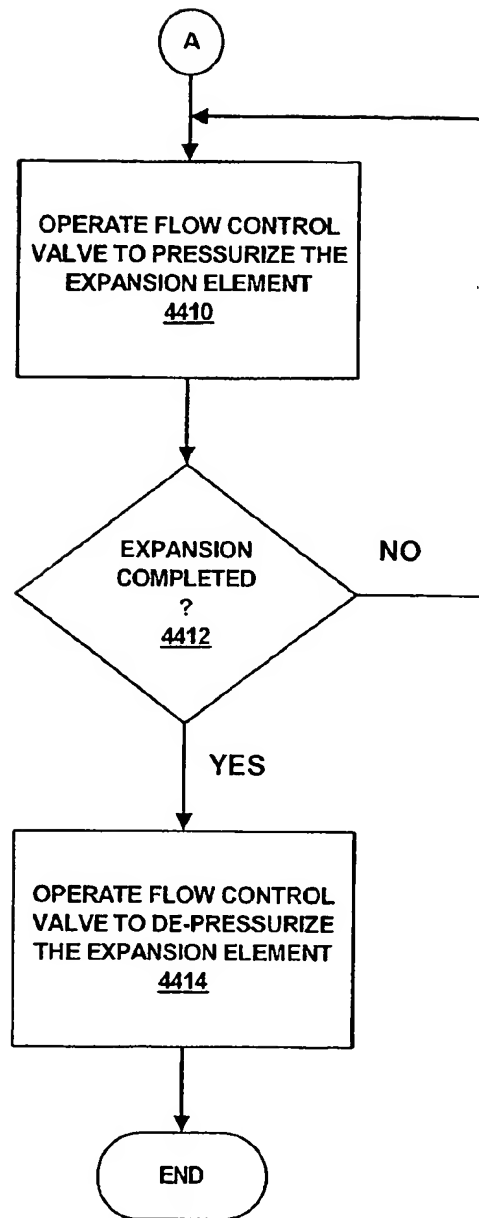 A
OPERATE FLOW CONTROL
VALVE TO PRESSURIZE THE
EXPANSION ELEMENT
4410
EXPANSION
COMPLETED
?
4412
NO
YES
OPERATE FLOW CONTROL
VALVE TO DE-PRESSURIZE
THE EXPANSION ELEMENT
4414
END